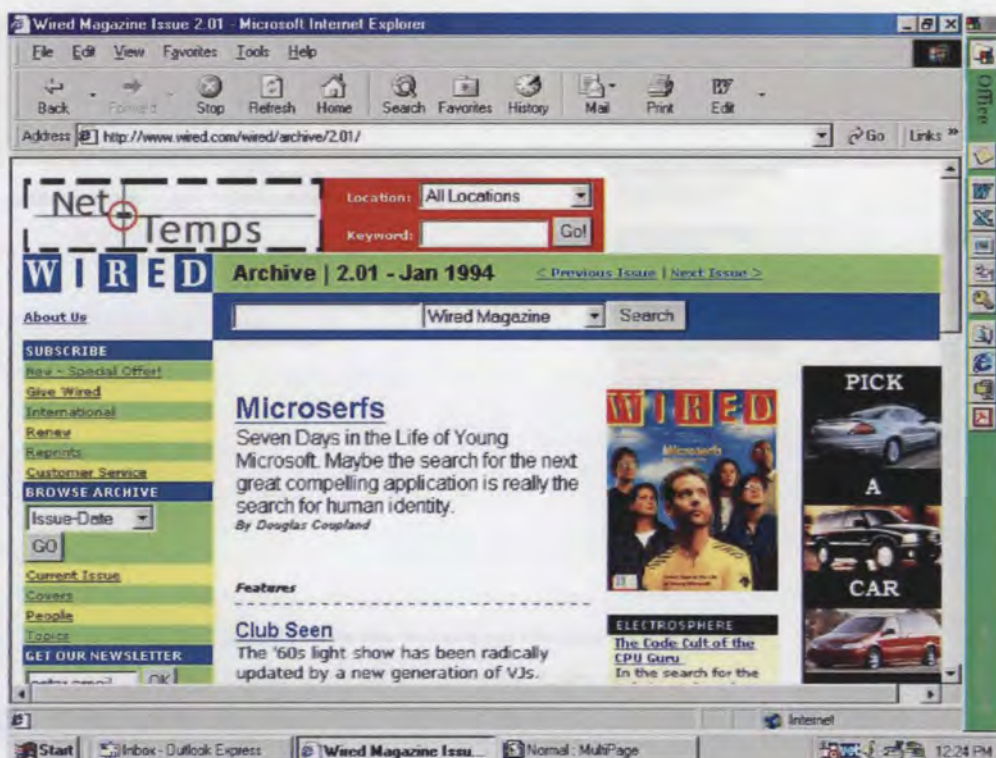 Wired Magazine Issue 2.01 - Microsoft Internet Explorer
File Edit View Favorites Tools Help
Back Forward Stop Refresh Home Search Favorites History Mail Print Edit
Address http://www.wired.com/wired/archive/2.01/ Go Links »
Office
Net Temps
Location: All Locations
Keyword: Go!
WIRED
Archive | 2.01 - Jan 1994 < Previous Issue | Next Issue >
About Us
Wired Magazine Search
SUBSCRIBE
New - Special Offer!
Give Wired
International
Renew
Reprints
Customer Service
BROWSE ARCHIVE
Issue-Date
GO
Current Issue
Covers
People
Topics
GET OUR NEWSLETTER
enter email OK
Microserfs
Seven Days in the Life of Young
Microsoft. Maybe the search for the next
great compelling application is really the
search for human identity.
By Douglas Coupland
Features
Club Seen
The '60s light show has been radically
updated by a new generation of VJs.
WIRED
Microserfs
ELECTROSPHERE
The Code Cult of the
CPU Guru
In the search for the
PICK
A
CAR
Internet
Start Inbox - Outlook Express Wired Magazine Issu... Normal : MultiPage 12:24 PM